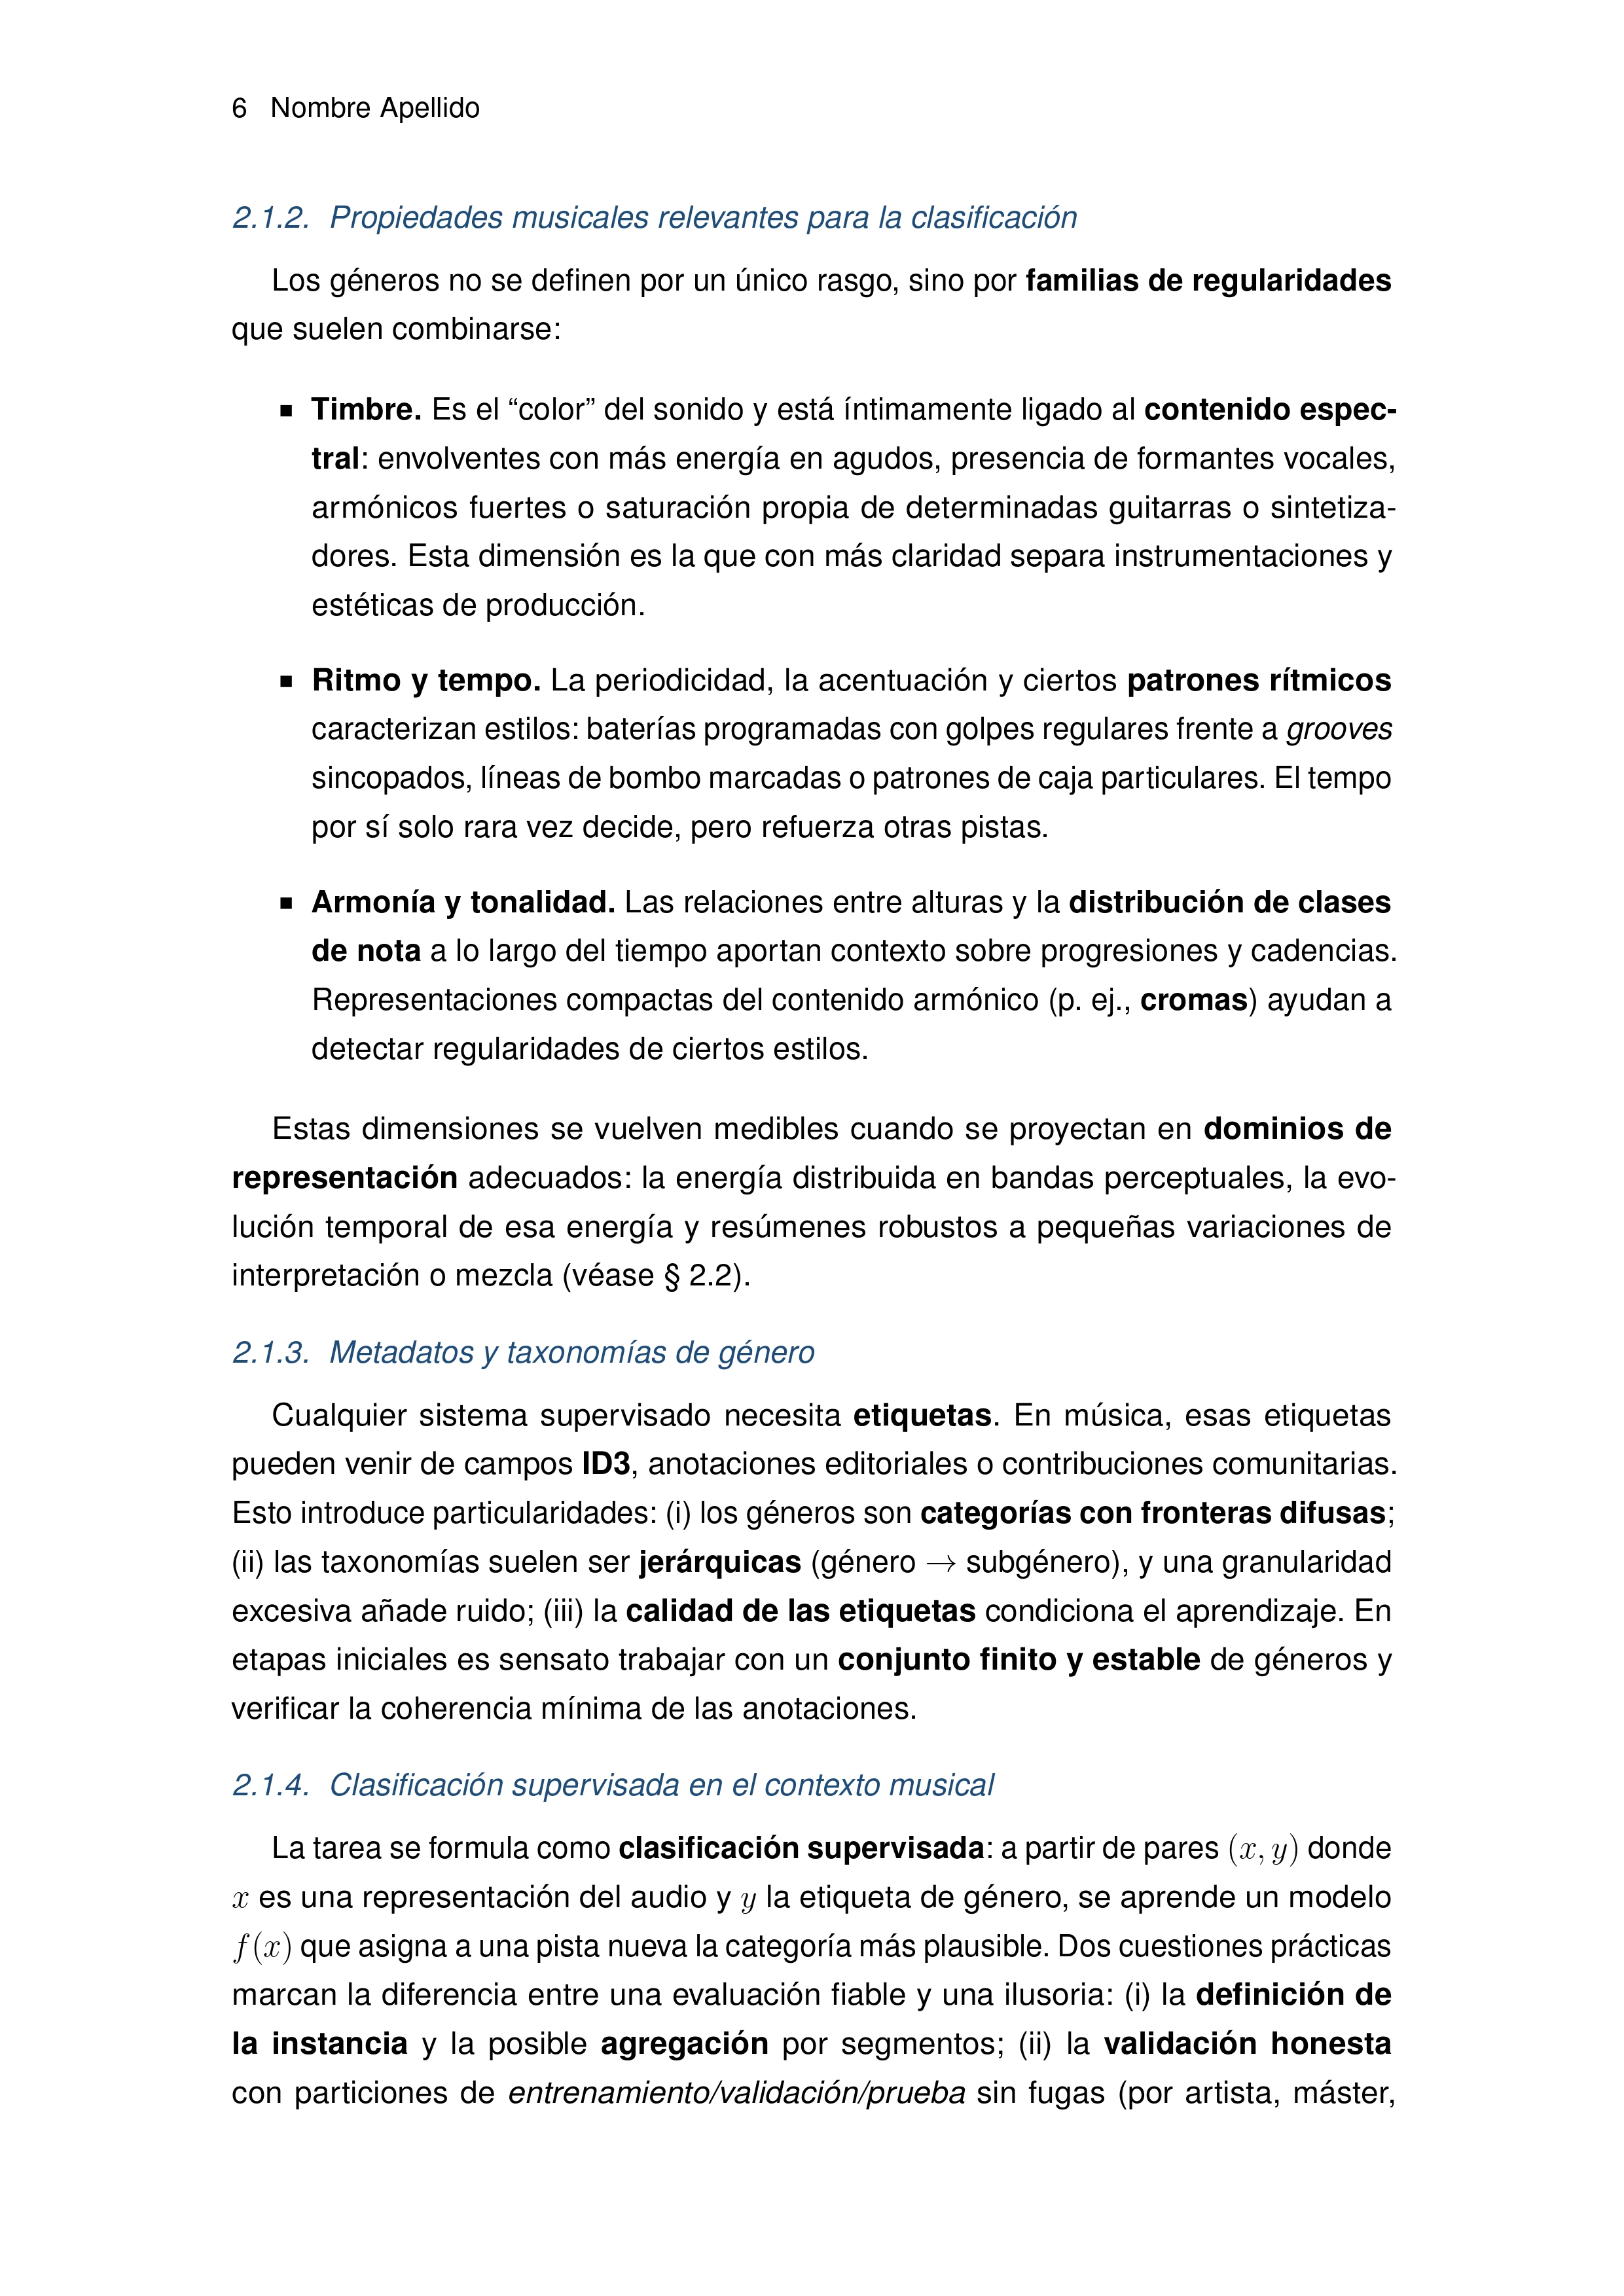 6 Nombre Apellido
2.1.2. Propiedades musicales relevantes para la clasificación
Los géneros no se definen por un único rasgo, sino por familias de regularidades
que suelen combinarse:
▪ Timbre. Es el “color” del sonido y está íntimamente ligado al contenido espec-
tral: envolventes con más energía en agudos, presencia de formantes vocales,
armónicos fuertes o saturación propia de determinadas guitarras o sintetiza-
dores. Esta dimensión es la que con más claridad separa instrumentaciones y
estéticas de producción.
▪ Ritmo y tempo. La periodicidad, la acentuación y ciertos patrones rítmicos
caracterizan estilos: baterías programadas con golpes regulares frente a grooves
sincopados, líneas de bombo marcadas o patrones de caja particulares. El tempo
por sí solo rara vez decide, pero refuerza otras pistas.
▪ Armonía y tonalidad. Las relaciones entre alturas y la distribución de clases
de nota a lo largo del tiempo aportan contexto sobre progresiones y cadencias.
Representaciones compactas del contenido armónico (p. ej., cromas) ayudan a
detectar regularidades de ciertos estilos.
Estas dimensiones se vuelven medibles cuando se proyectan en dominios de
representación adecuados: la energía distribuida en bandas perceptuales, la evo-
lución temporal de esa energía y resúmenes robustos a pequeñas variaciones de
interpretación o mezcla (véase § 2.2).
2.1.3. Metadatos y taxonomías de género
Cualquier sistema supervisado necesita etiquetas. En música, esas etiquetas
pueden venir de campos ID3, anotaciones editoriales o contribuciones comunitarias.
Esto introduce particularidades: (i) los géneros son categorías con fronteras difusas;
(ii) las taxonomías suelen ser jerárquicas (género → subgénero), y una granularidad
excesiva añade ruido; (iii) la calidad de las etiquetas condiciona el aprendizaje. En
etapas iniciales es sensato trabajar con un conjunto finito y estable de géneros y
verificar la coherencia mínima de las anotaciones.
2.1.4. Clasificación supervisada en el contexto musical
La tarea se formula como clasificación supervisada: a partir de pares (x, y) donde
x es una representación del audio y y la etiqueta de género, se aprende un modelo
f(x) que asigna a una pista nueva la categoría más plausible. Dos cuestiones prácticas
marcan la diferencia entre una evaluación fiable y una ilusoria: (i) la definición de
la instancia y la posible agregación por segmentos; (ii) la validación honesta
con particiones de entrenamiento/validación/prueba sin fugas (por artista, máster,